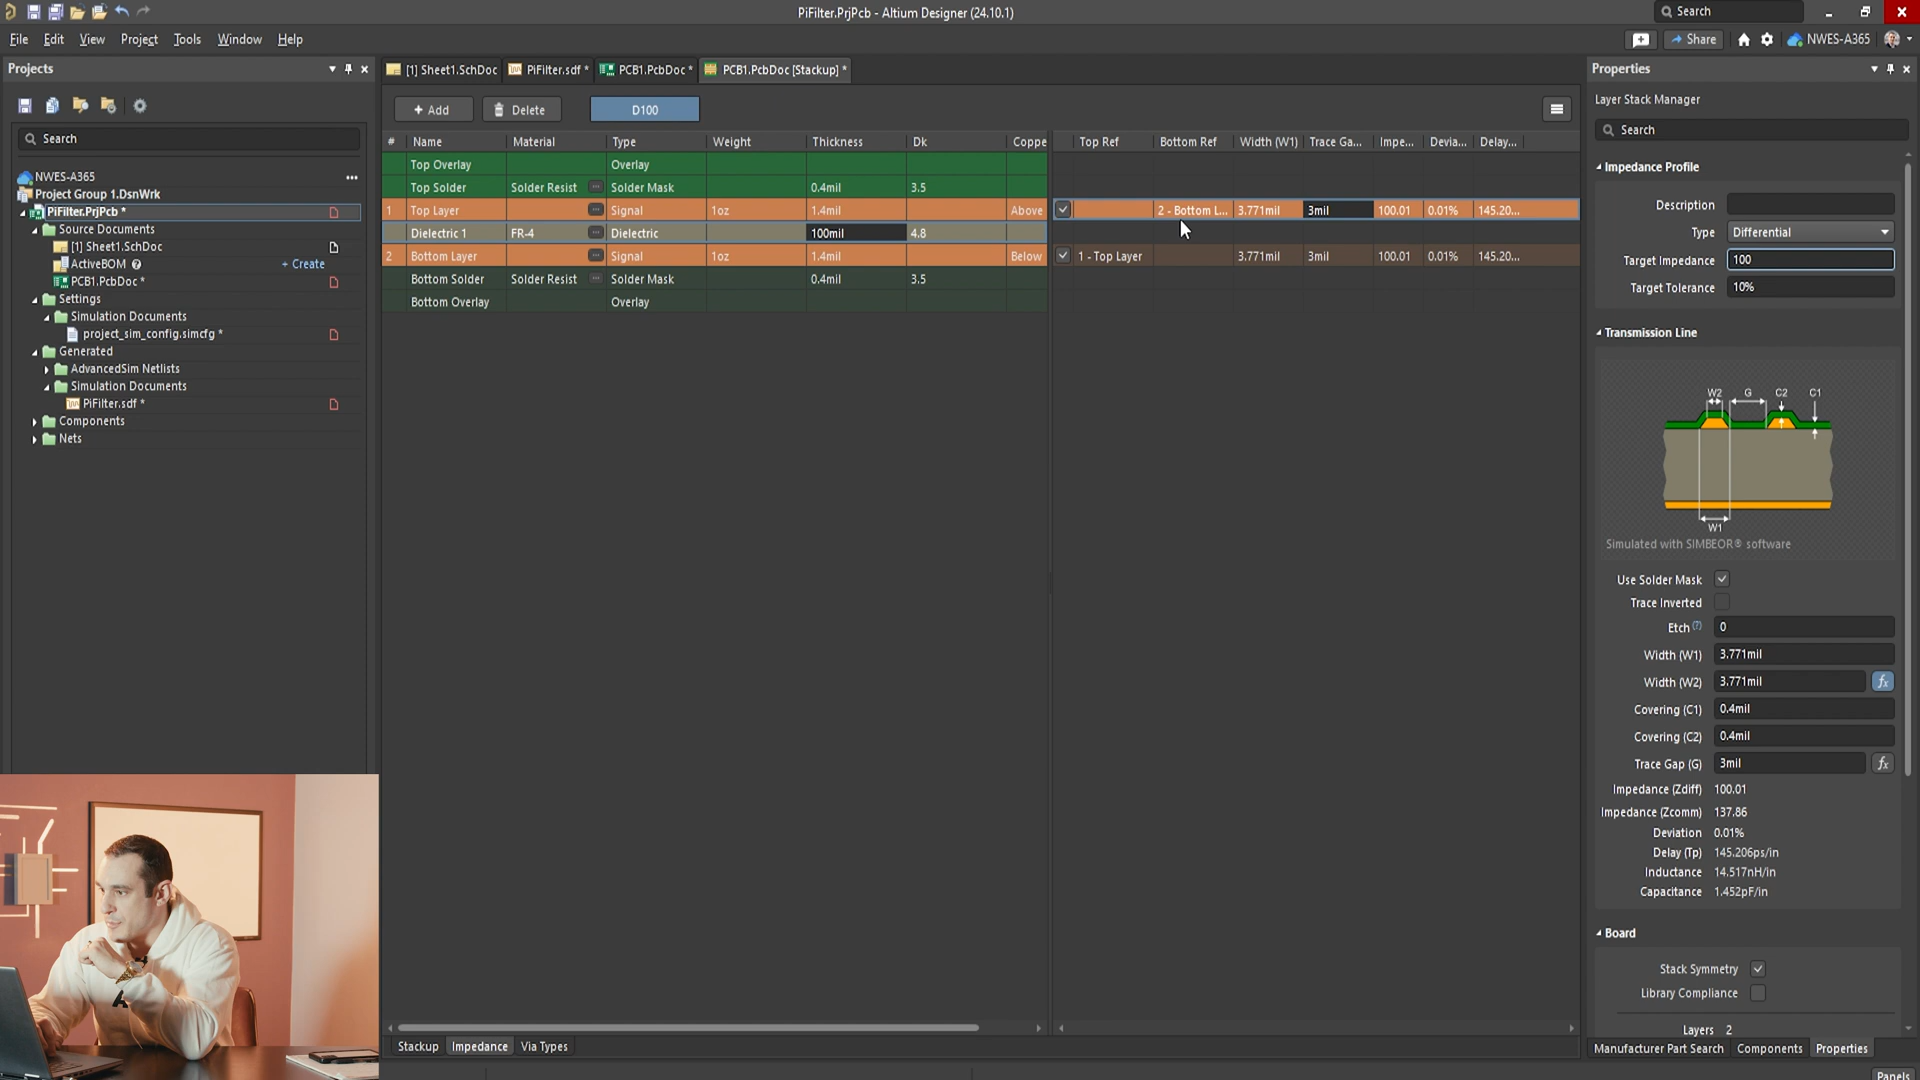 PiFilter.PrjPcb - Altium Designer (24.10.1)
Search
File Edit View Project Tools Window Help
Share
NWES-A365
Projects
Search
NWES-A365
Project Group 1.DsnWrk
PiFilter.PrjPcb *
Source Documents
[1] Sheet1.SchDoc
ActiveBOM
+ Create
PCB1.PcbDoc *
Settings
Simulation Documents
project_sim_config.simcfg *
Generated
AdvancedSim Netlists
Simulation Documents
PiFilter.sdf *
Components
Nets
[1] Sheet1.SchDoc PiFilter.sdf * PCB1.PcbDoc * PCB1.PcbDoc [Stackup] *
+ Add Delete D100
# Name Material Type Weight Thickness Dk Coppe Top Ref Bottom Ref Width (W1) Trace Ga... Impe... Devia... Delay...
Top Overlay Overlay
Top Solder Solder Resist Solder Mask 0.4mil 3.5
1 Top Layer Signal 1oz 1.4mil Above 2 - Bottom L... 3.771mil 3mil 100.01 0.01% 145.20...
Dielectric 1 FR-4 Dielectric 100mil 4.8
2 Bottom Layer Signal 1oz 1.4mil Below 1 - Top Layer 3.771mil 3mil 100.01 0.01% 145.20...
Bottom Solder Solder Resist Solder Mask 0.4mil 3.5
Bottom Overlay Overlay
Stackup Impedance Via Types
Properties
Layer Stack Manager
Search
Impedance Profile
Description
Type Differential
Target Impedance 100
Target Tolerance 10%
Transmission Line
W2 G C2 C1
W1
Simulated with SIMBEOR® software
Use Solder Mask
Trace Inverted
Etch (?) 0
Width (W1) 3.771mil
Width (W2) 3.771mil fx
Covering (C1) 0.4mil
Covering (C2) 0.4mil
Trace Gap (G) 3mil fx
Impedance (Zdiff) 100.01
Impedance (Zcomm) 137.86
Deviation 0.01%
Delay (Tp) 145.206ps/in
Inductance 14.517nH/in
Capacitance 1.452pF/in
Board
Stack Symmetry
Library Compliance
Layers 2
Manufacturer Part Search Components Properties
Panels